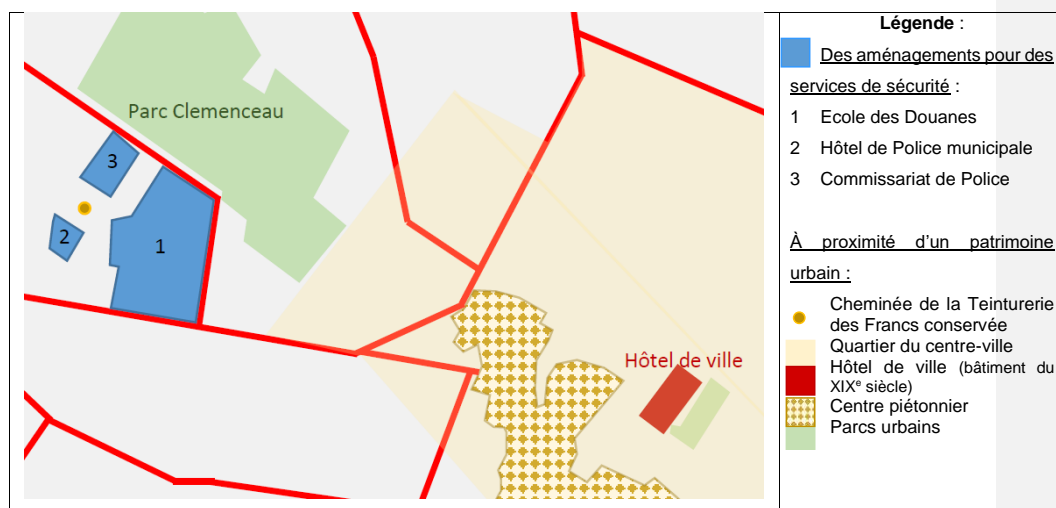 Parc Clemenceau
3
2
1
Hôtel de ville
Légende :
Des aménagements pour des
services de sécurité :
1 Ecole des Douanes
2 Hôtel de Police municipale
3 Commissariat de Police
À proximité d’un patrimoine
urbain :
Cheminée de la Teinturerie
des Francs conservée
Quartier du centre-ville
Hôtel de ville (bâtiment du
XIXᵉ siècle)
Centre piétonnier
Parcs urbains